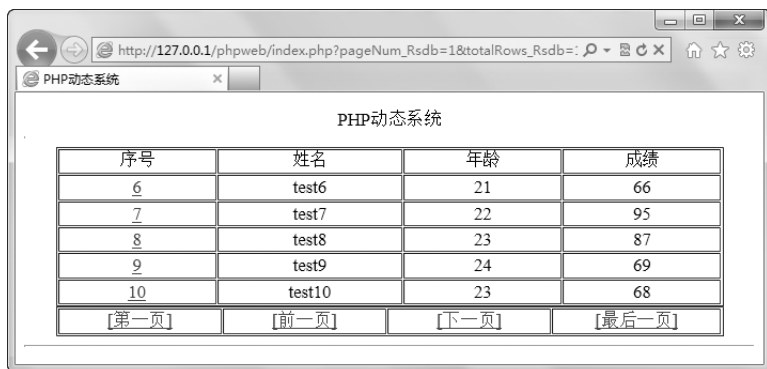 http://127.0.0.1/phpweb/index.php?pageNum_Rsdb=1&totalRows_Rsdb=:
PHP动态系统
PHP动态系统
序号 姓名 年龄 成绩
6 test6 21 66
7 test7 22 95
8 test8 23 87
9 test9 24 69
10 test10 23 68
[第一页] [前一页] [下一页] [最后一页]